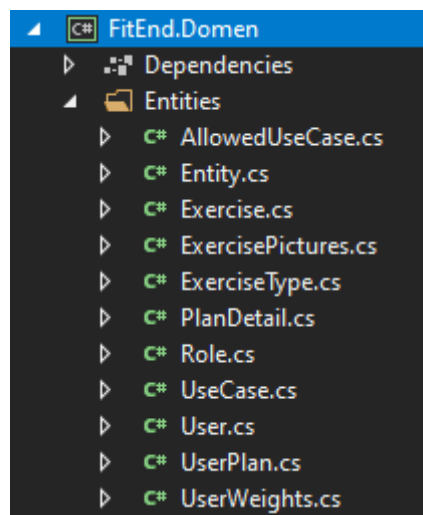 C# FitEnd.Domen
Dependencies
Entities
C# AllowedUseCase.cs
C# Entity.cs
C# Exercise.cs
C# ExercisePictures.cs
C# ExerciseType.cs
C# PlanDetail.cs
C# Role.cs
C# UseCase.cs
C# User.cs
C# UserPlan.cs
C# UserWeights.cs